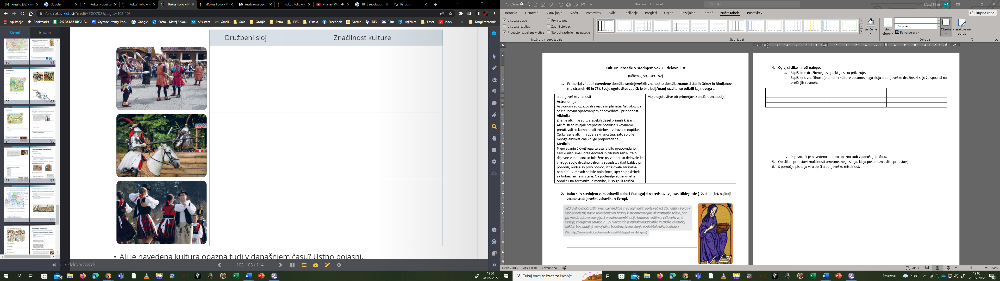 Prejeto (33) - m
Google
iRokus - poučuj
iRokus Folio – P
iRokus Folio – P
iRokus Folio – P
iRokus Folio – P
resitve-nalog-iz
iRokus Folio – P
Pharrell Will
1848 revolution
Partis.si
folio.rokus-klett.si/?credit=ZGO7DZ&pages=102-103
Aplikacije
Bookmarks
$47,361.85 BTC/US...
Cryptocurrency Pric...
Google
Pošta – Matej Šiško...
eAsistent
Gmail
Šola
Orodja
Petra
EVA
Ostalo
Facebook
Vreme
RTV
24ur
Knjižnica
Laser
Index
Drugi zaznamki
Strani
Kazalo
90 91
92 93
94 95
96 97
98 99
Družbeni sloj
Značilnost kulture
• Ali je navedena kultura opazna tudi v današnjem času? Ustno pojasni.
ST 7, delovni zvezek
102–103 / 114
19:00
28. 05. 2022
AutoSave
Dokument1 - Word
Išči
Matej Šiško
MŠ
Datoteka
Osnovno
Vstavljanje
Načrt
Postavitev
Sklici
Pošiljanje
Pregled
Ogled
Razvijalec
Pomoč
Načrt tabele
Postavitev
Skupna raba
Vrstica z glavo
Prvi stolpec
Vrstica z rezultati
Zadnji stolpec
Progasto razdeljene vrstice
Stolpci, razdeljeni na pasove
Možnosti slogov tabele
Slogi tabel
Senčenje
Slogi obrob
½ pike
Barva peresa
Obrobe
Preslikovalnik obrob
Obrobe
Kulturni dosežki v srednjem veku – delovni list
(učbenik, str. 149-152)
1. Primerjaj v tabeli navedene dosežke srednjeveških znanosti z dosežki znanosti starih Grkov in Rimljanov
(na straneh 45 in 75). Svoje ugotovitve zapiši: je bila bolj/manj razvita, so odkrili kaj novega …
srednjeveške znanosti
Moje ugotovitve ob primerjavi z antično znanostjo
Astronomija
Astronomi so opazovali zvezde in planete. Astrologi pa
so z njihovim opazovanjem napovedovali prihodnost.
Alkimija
Znanje alkimije so iz arabskih dežel prinesli križarji.
Alkimisti so izvajali preproste poskuse s kovinami,
preučevali so kamnine ali izdelovali zdravilne napitke.
Cerkvi se je alkimija zdela skrivnostna, zato so bile
mnoge alkimistične knjige prepovedane.
Medicina
Preučevanje človeškega telesa je bilo prepovedano.
Moški niso smeli pregledovati in zdraviti žensk. zelo
dejavne v medicini so bile ženske, vendar so delovale le
v krogu svoje družine oziroma sosedstva (kot babice pri
porodih, nudile so prvo pomoč, izdelovale zdravilne
napitke). V mestih so bile bolnišnice, kjer so poskrbeli
za bolne, revne in stare. Na podeželju so se kmetje
obračali na zdravnike in menihe, ki so gojili zelišča.
2. Kako so v srednjem veku zdravili bolne? Pomagaj si s predstavitvijo sv. Hildegarde (12. stoletje), najbolj
znane srednjeveške zdravilke v Evropi.
»Zdravilno moč rastlin imenuje Viriditas in v svojih delih opiše več kot 250 rastlin. Pojasni
vzroke bolezni, način zdravljenja ter hrano, ki ne obremenjuje ali zastruplja telesa, pač
pa mu da zdravo energijo. S pravilno kombinacijo hrane in rastlin se v človeka vrne
veselje, energija in zdravje. /…/ Hildegarda je opisala diagnostiko in znake, ki kažejo,
kakšen bo nadaljnji razvoj ali se bo zdravstveno stanje poslabšalo ali izboljšalo.«
(Vir: http://www.tradicionalna-medicina.si/hildegard-von-bingen/)
4. Oglej si slike in reši nalogo.
a. Zapiši ime družbenega sloja, ki ga slika prikazuje.
b. Zapiši eno značilnost (element) kulture posameznega sloja srednjeveške družbe, ki si jo že spoznal na
prejšnjih straneh.
c. Pojasni, ali je navedena kultura opazna tudi v današnjem času.
5. Ob slikah predstavi značilnosti umetnostnega sloga, ki ga posamezna slika predstavlja.
6. S pomočjo pisnega vira opiši srednjeveško miselnost.
Stran 2 od 2
288 besed
slovenščina
Fokus
100%
Tukaj vnesite izraz za iskanje
Povezave
13°C
19:00
28. 05. 2022